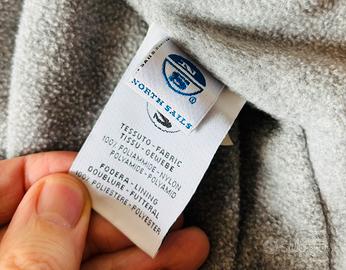 NORTH SAILS
TESSUTO-FABRIC
TISSU-GEWEBE
100% POLIAMMIDE-NYLON
POLYAMIDE-POLYAMID
FODERA-LINING
DOUBLURE-FUTTERAL
100% POLIESTERE-POLYESTER